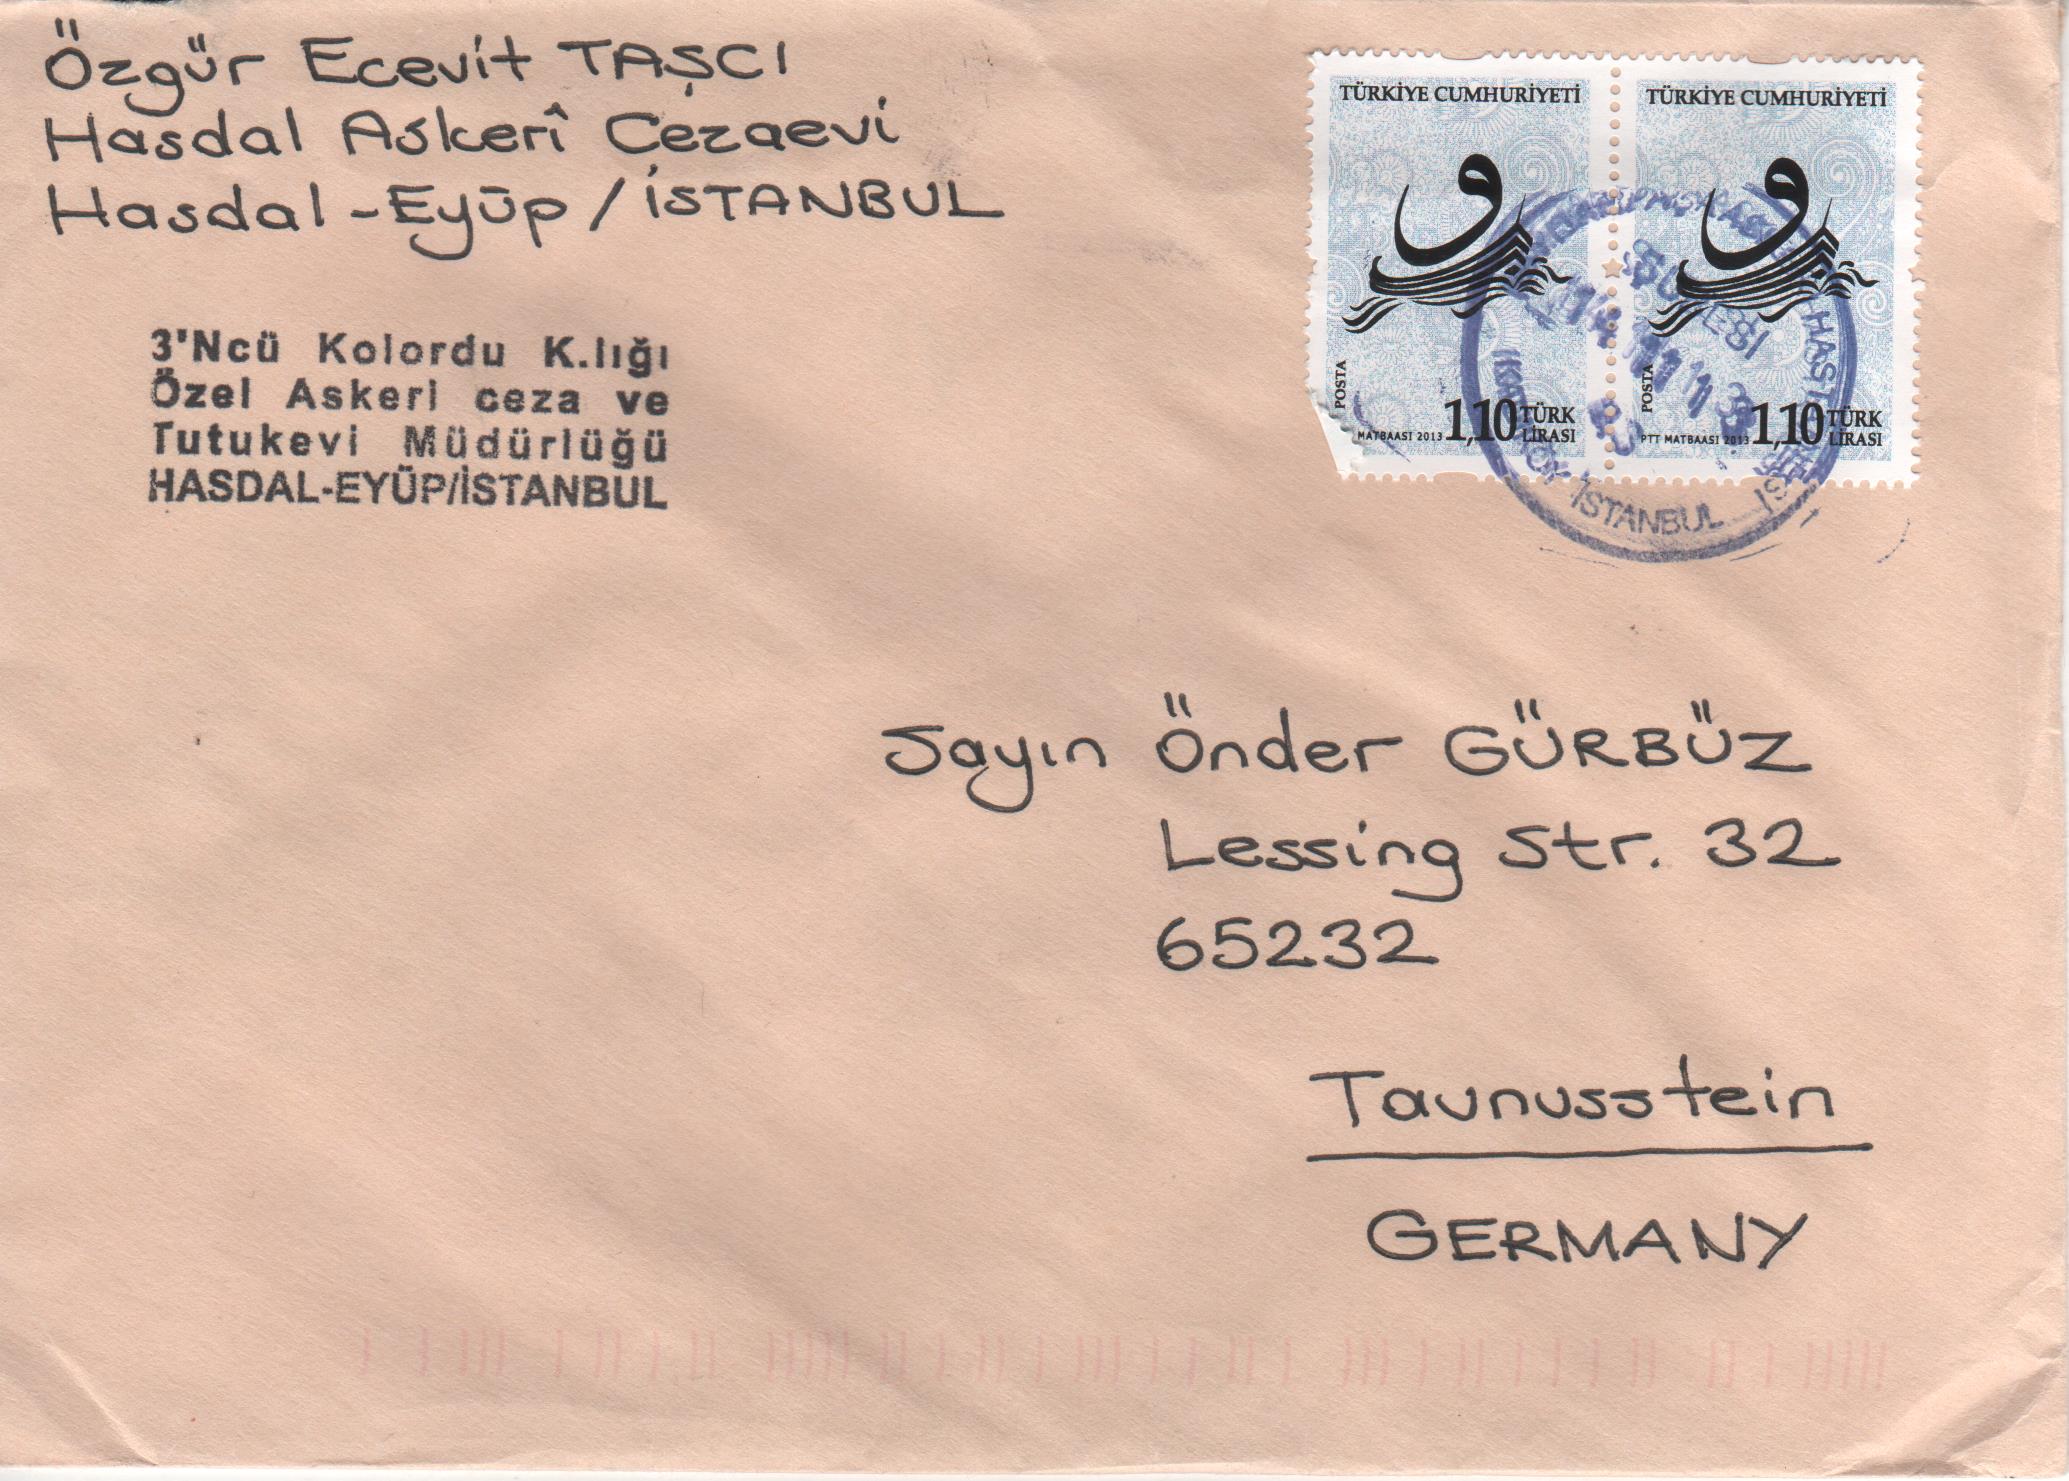 Özgür Ecevit TAŞCI
Hasdal Askerî Cezaevi
Hasdal-Eyüp/İSTANBUL
3'Ncü Kolordu K.lığı
Özel Askeri ceza ve
Tutukevi Müdürlüğü
HASDAL-EYÜP/İSTANBUL
TÜRKİYE CUMHURİYETİ
و
POSTA
MATBAASI 2013
1,10 TÜRK
LİRASI
TÜRKİYE CUMHURİYETİ
و
POSTA
PTT MATBAASI 2013
1,10 TÜRK
LİRASI
İSTANBUL
Sayın Önder GÜRBÜZ
Lessing Str. 32
65232
Taunusstein
GERMANY